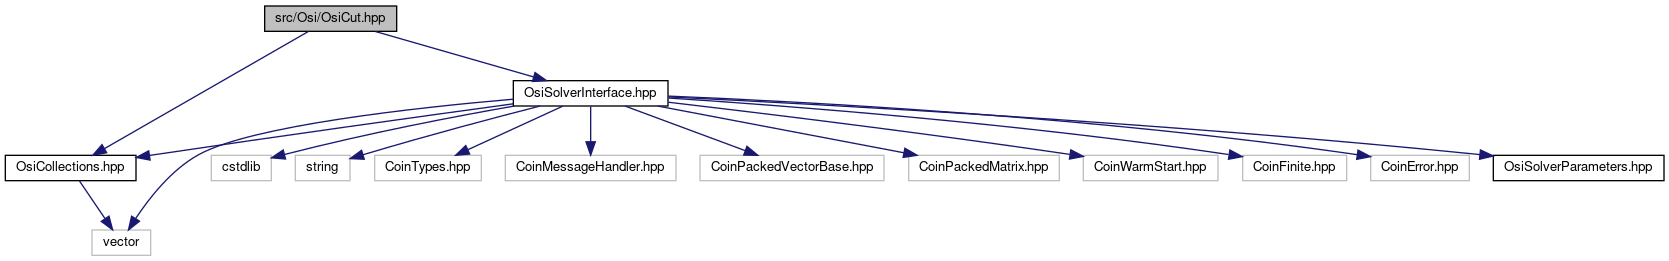 src/Osi/OsiCut.hpp
OsiSolverInterface.hpp
OsiCollections.hpp
cstdlib
string
CoinTypes.hpp
CoinMessageHandler.hpp
CoinPackedVectorBase.hpp
CoinPackedMatrix.hpp
CoinWarmStart.hpp
CoinFinite.hpp
CoinError.hpp
OsiSolverParameters.hpp
vector